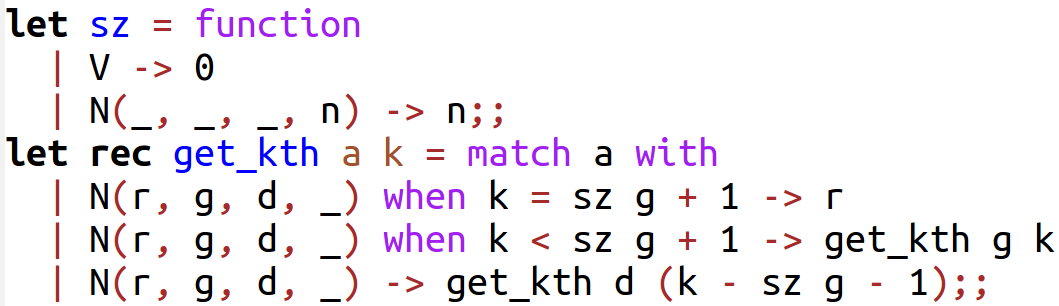 let sz = function
  | V -> 0
  | N(_, _, _, n) -> n;;
let rec get_kth a k = match a with
  | N(r, g, d, _) when k = sz g + 1 -> r
  | N(r, g, d, _) when k < sz g + 1 -> get_kth g k
  | N(r, g, d, _) -> get_kth d (k - sz g - 1);;